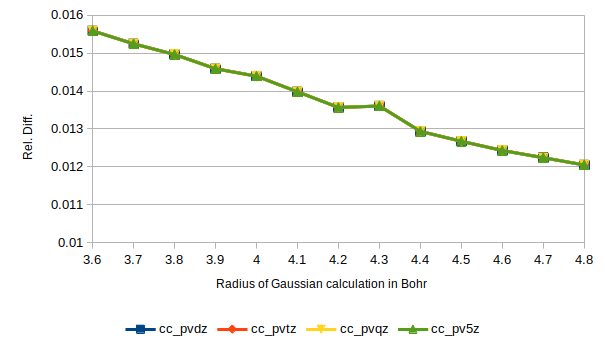 0.016
0.015
0.014
0.013
0.012
0.011
0.01
Rel. Diff.
3.6 3.7 3.8 3.9 4 4.1 4.2 4.3 4.4 4.5 4.6 4.7 4.8
Radius of Gaussian calculation in Bohr
cc_pvdz cc_pvtz cc_pvqz cc_pv5z